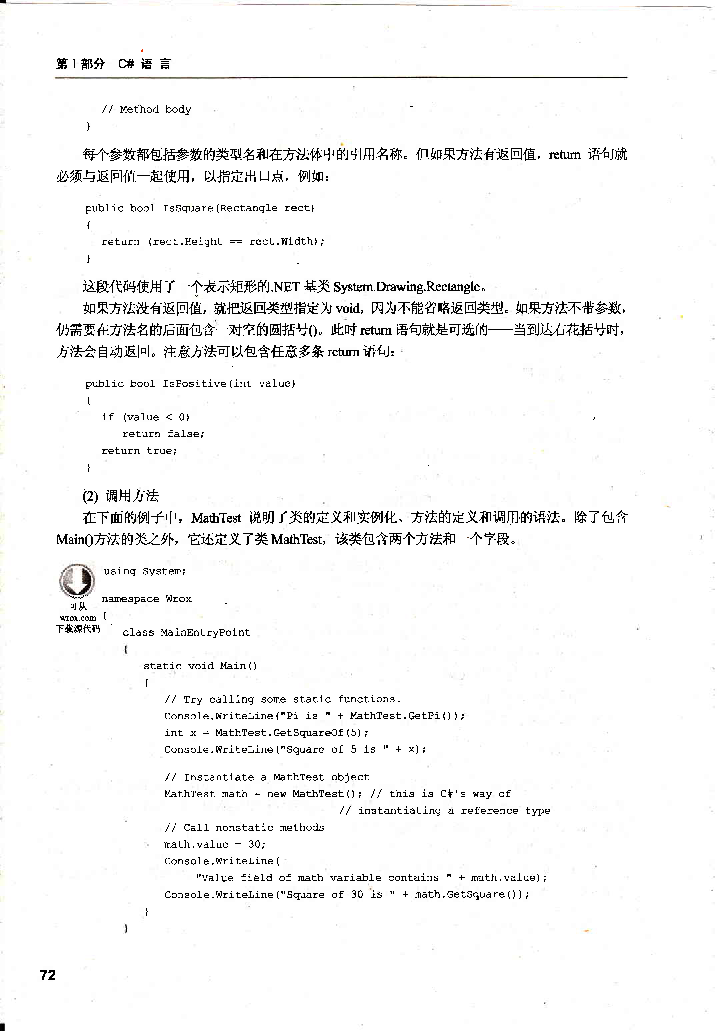 第1部分 C# 语 言
// Method body
}
每个参数都包括参数的类型名和在方法体中的引用名称。但如果方法有返回值，return 语句就
必须与返回值一起使用，以指定出口点，例如：
public bool IsSquare(Rectangle rect)
{
return (rect.Height == rect.Width);
}
这段代码使用了一个表示矩形的.NET 基类 System.Drawing.Rectangle。
如果方法没有返回值，就把返回类型指定为 void，因为不能省略返回类型。如果方法不带参数，
仍需要在方法名的后面包含一对空的圆括号()。此时 return 语句就是可选的——当到达右花括号时，
方法会自动返回。注意方法可以包含任意多条 return 语句：
public bool IsPositive(int value)
{
if (value < 0)
return false;
return true;
}
(2) 调用方法
在下面的例子中，MathTest 说明了类的定义和实例化、方法的定义和调用的语法。除了包含
Main()方法的类之外，它还定义了类 MathTest，该类包含两个方法和一个字段。
using System;
namespace Wrox
可从
wrox.com
下载源代码
{
class MainEntryPoint
{
static void Main()
{
// Try calling some static functions.
Console.WriteLine("Pi is " + MathTest.GetPi());
int x = MathTest.GetSquareOf(5);
Console.WriteLine("Square of 5 is " + x);
// Instantiate a MathTest object
MathTest math = new MathTest(); // this is C#'s way of
// instantiating a reference type
// Call nonstatic methods
math.value = 30;
Console.WriteLine(
"Value field of math variable contains " + math.value);
Console.WriteLine("Square of 30 is " + math.GetSquare());
}
}
72